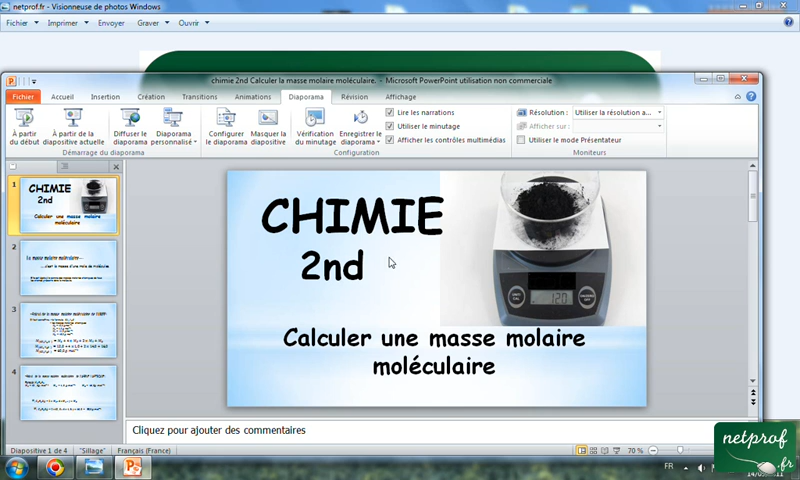 netprof.fr - Visionneuse de photos Windows
Fichier Imprimer Envoyer Graver Ouvrir
chimie 2nd Calculer la masse molaire moléculaire. - Microsoft PowerPoint utilisation non commerciale
Fichier Accueil Insertion Création Transitions Animations Diaporama Révision Affichage
À partir du début
À partir de la diapositive actuelle
Diffuser le diaporama
Diaporama personnalisé
Démarrage du diaporama
Configurer le diaporama
Masquer la diapositive
Vérification du minutage
Enregistrer le diaporama
Lire les narrations
Utiliser le minutage
Afficher les contrôles multimédias
Configuration
Résolution : Utiliser la résolution a...
Afficher sur :
Utiliser le mode Présentateur
Moniteurs
1
CHIMIE
2nd
Calculer une masse molaire
moléculaire
2
3
4
CHIMIE
2nd
120
Calculer une masse molaire
moléculaire
Cliquez pour ajouter des commentaires
Diapositive 1 de 4 "Sillage" Français (France) 70 %
FR
netprof
.fr